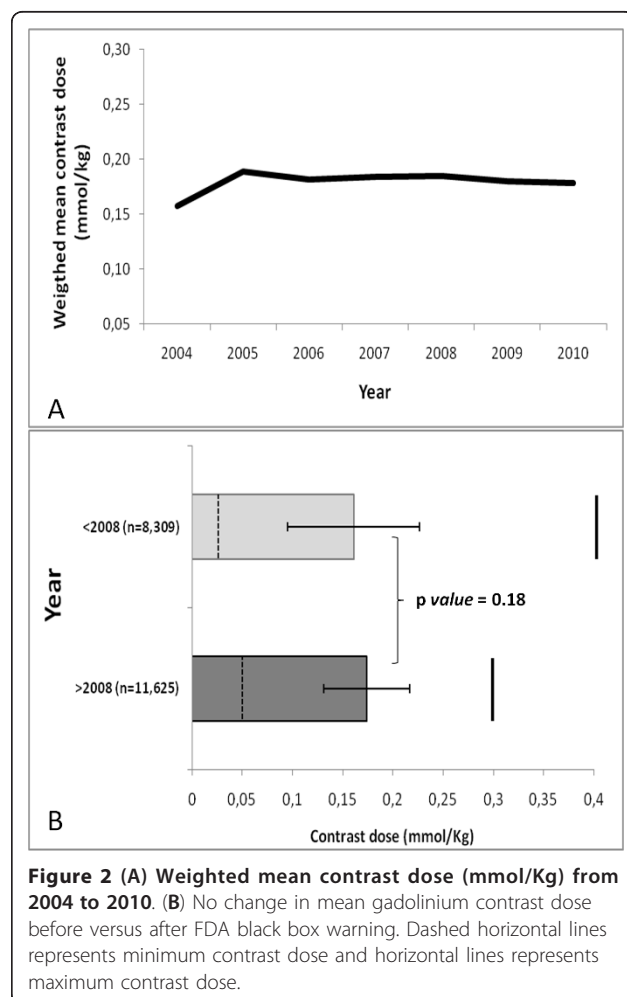 Weigthed mean contrast dose
(mmol/kg)
0,30
0,25
0,20
0,15
0,10
0,05
2004 2005 2006 2007 2008 2009 2010
Year
A
Year
<2008 (n=8,309)
p value = 0.18
>2008 (n=11,625)
0 0,05 0,1 0,15 0,2 0,25 0,3 0,35 0,4
Contrast dose (mmol/Kg)
B
Figure 2 (A) Weighted mean contrast dose (mmol/Kg) from
2004 to 2010. (B) No change in mean gadolinium contrast dose
before versus after FDA black box warning. Dashed horizontal lines
represents minimum contrast dose and horizontal lines represents
maximum contrast dose.